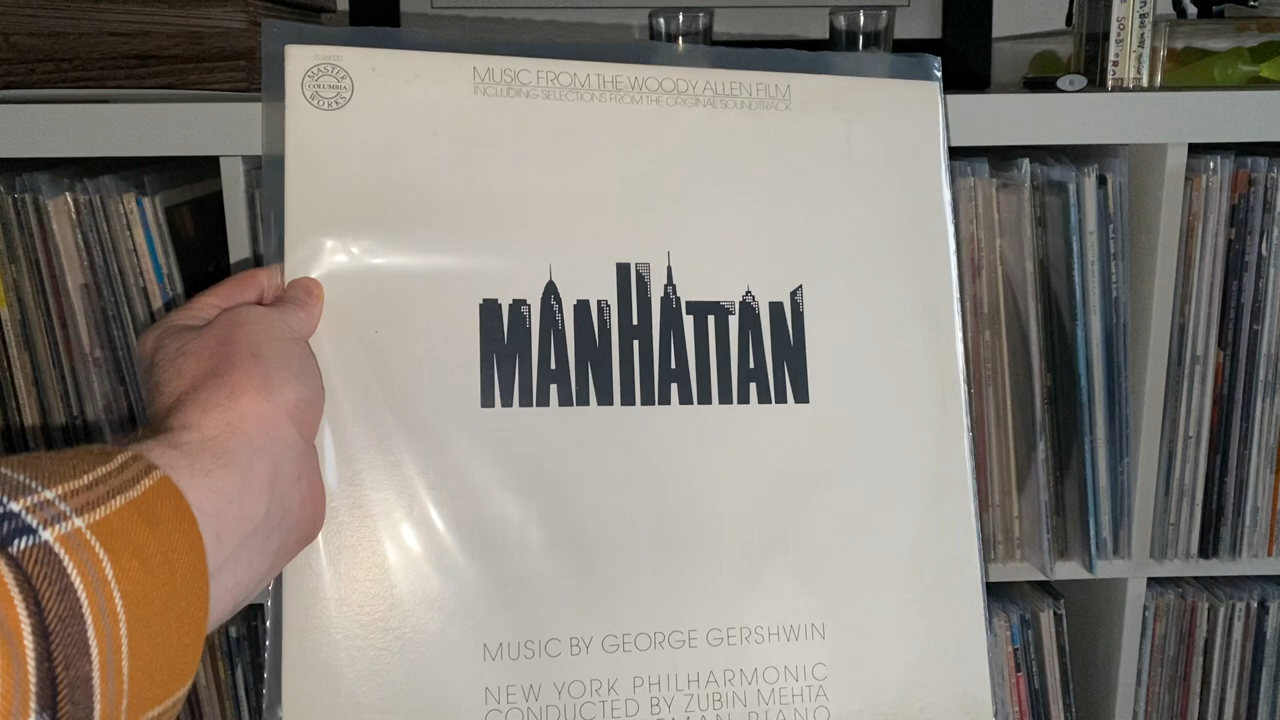 MASTER
COLUMBIA
WORKS
MUSIC FROM THE WOODY ALLEN FILM
INCLUDING SELECTIONS FROM THE ORIGINAL SOUNDTRACK
MANHATTAN
MUSIC BY GEORGE GERSHWIN
NEW YORK PHILHARMONIC
CONDUCTED BY ZUBIN MEHTA
PIANO